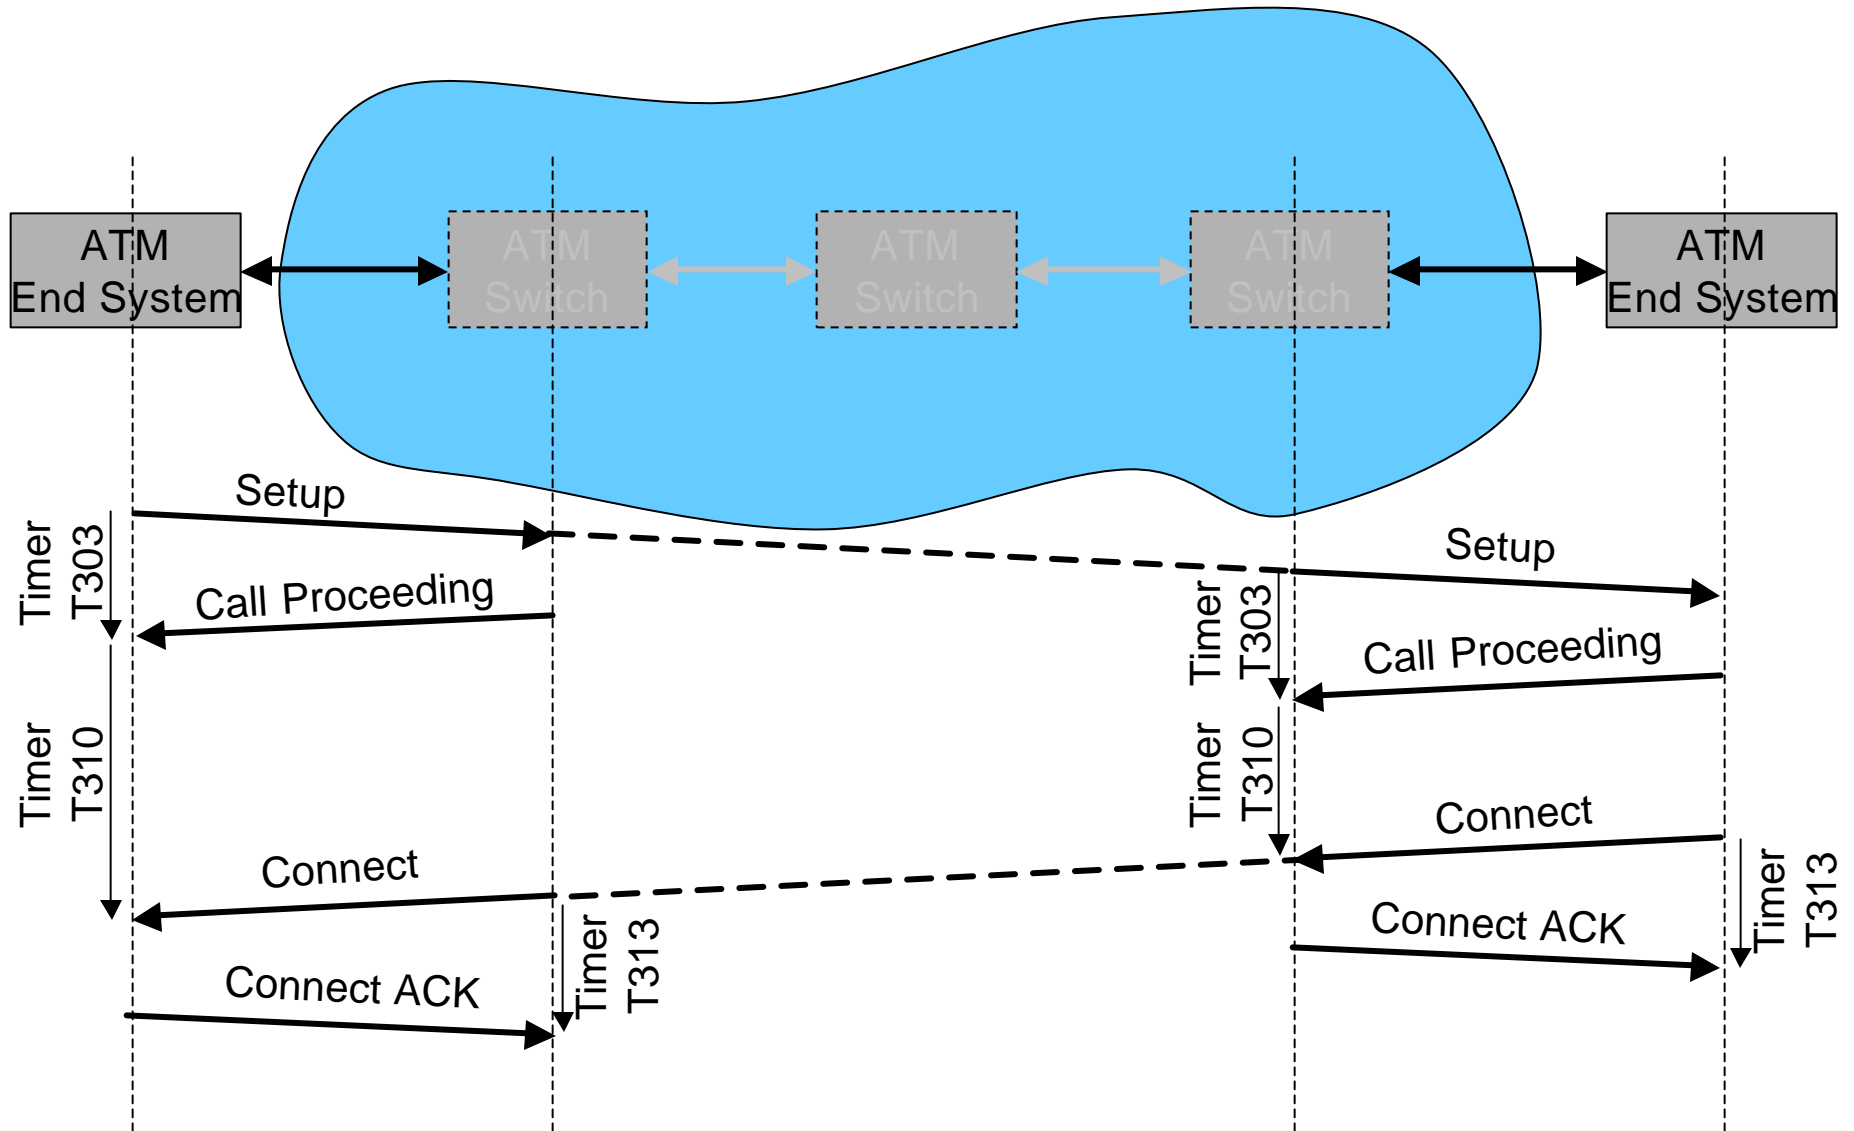 ATM
End System
ATM
Switch
ATM
Switch
ATM
Switch
ATM
End System
Setup
Timer
T303
Setup
Call Proceeding
Timer
T303
Call Proceeding
Timer
T310
Timer
T310
Connect
Connect
Timer
T313
Connect ACK
Timer
T313
Connect ACK